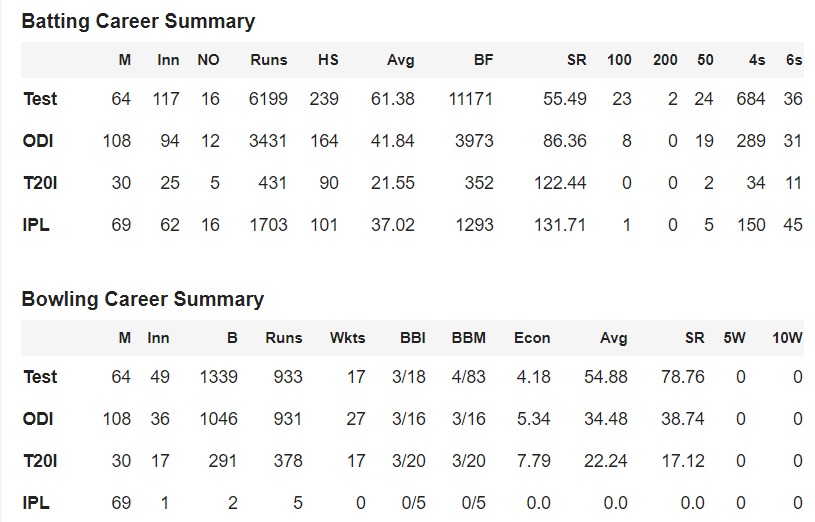 Batting Career Summary
M Inn NO Runs HS Avg BF SR 100 200 50 4s 6s
Test 64 117 16 6199 239 61.38 11171 55.49 23 2 24 684 36
ODI 108 94 12 3431 164 41.84 3973 86.36 8 0 19 289 31
T20I 30 25 5 431 90 21.55 352 122.44 0 0 2 34 11
IPL 69 62 16 1703 101 37.02 1293 131.71 1 0 5 150 45
Bowling Career Summary
M Inn B Runs Wkts BBI BBM Econ Avg SR 5W 10W
Test 64 49 1339 933 17 3/18 4/83 4.18 54.88 78.76 0 0
ODI 108 36 1046 931 27 3/16 3/16 5.34 34.48 38.74 0 0
T20I 30 17 291 378 17 3/20 3/20 7.79 22.24 17.12 0 0
IPL 69 1 2 5 0 0/5 0/5 0.0 0.0 0.0 0 0